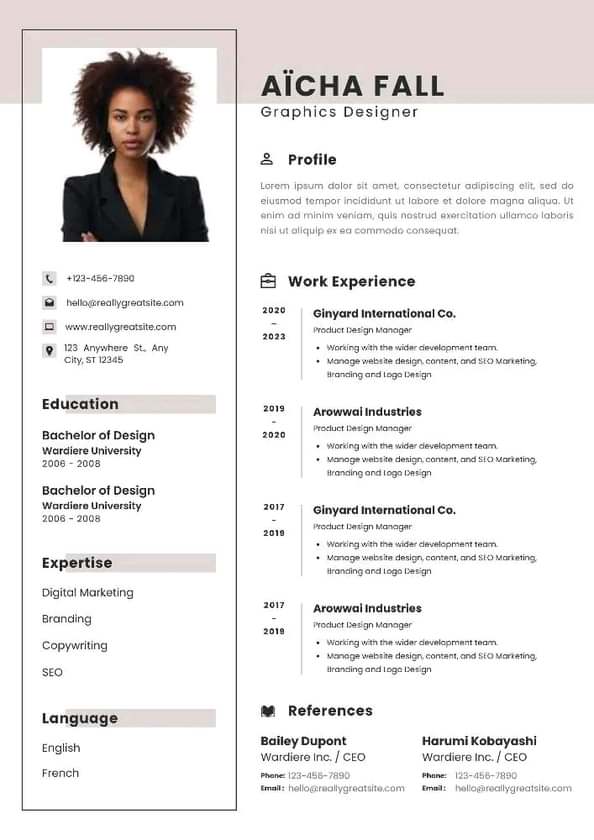 AÏCHA FALL
Graphics Designer
+123-456-7890
hello@reallygreatsite.com
www.reallygreatsite.com
123 Anywhere St., Any
City, ST 12345
Education
Bachelor of Design
Wardiere University
2006 - 2008
Bachelor of Design
Wardiere University
2006 - 2008
Expertise
Digital Marketing
Branding
Copywriting
SEO
Language
English
French
Profile
Lorem ipsum dolor sit amet, consectetur adipiscing elit, sed do
eiusmod tempor incididunt ut labore et dolore magna aliqua. Ut
enim ad minim veniam, quis nostrud exercitation ullamco laboris
nisi ut aliquip ex ea commodo consequat.
Work Experience
2020
-
2023
Ginyard International Co.
Product Design Manager
• Working with the wider development team.
• Manage website design, content, and SEO Marketing,
Branding and Logo Design
2019
-
2020
Arowwai Industries
Product Design Manager
• Working with the wider development team.
• Manage website design, content, and SEO Marketing,
Branding and Logo Design
2017
-
2019
Ginyard International Co.
Product Design Manager
• Working with the wider development team.
• Manage website design, content, and SEO Marketing,
Branding and Logo Design
2017
-
2019
Arowwai Industries
Product Design Manager
• Working with the wider development team.
• Manage website design, content, and SEO Marketing,
Branding and Logo Design
References
Bailey Dupont
Wardiere Inc. / CEO
Phone: 123-456-7890
Email : hello@reallygreatsite.com
Harumi Kobayashi
Wardiere Inc. / CEO
Phone: 123-456-7890
Email : hello@reallygreatsite.com